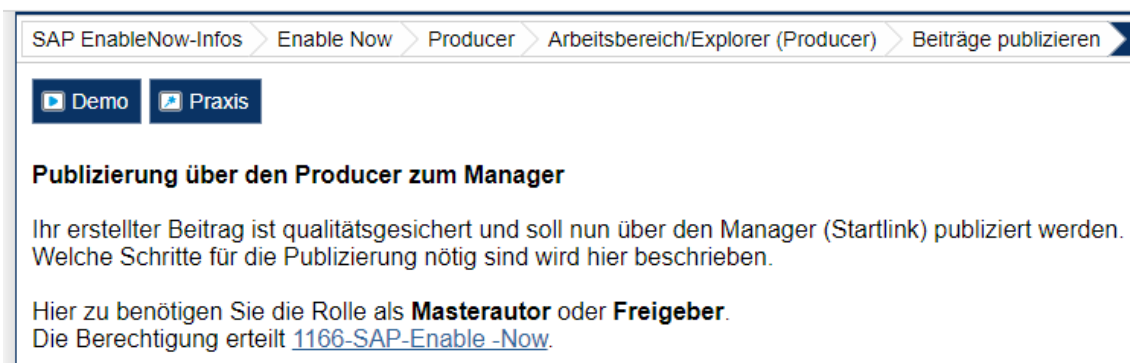 SAP EnableNow-Infos Enable Now Producer Arbeitsbereich/Explorer (Producer) Beiträge publizieren
Demo Praxis
Publizierung über den Producer zum Manager
Ihr erstellter Beitrag ist qualitätsgesichert und soll nun über den Manager (Startlink) publiziert werden.
Welche Schritte für die Publizierung nötig sind wird hier beschrieben.
Hier zu benötigen Sie die Rolle als Masterautor oder Freigeber.
Die Berechtigung erteilt 1166-SAP-Enable -Now.